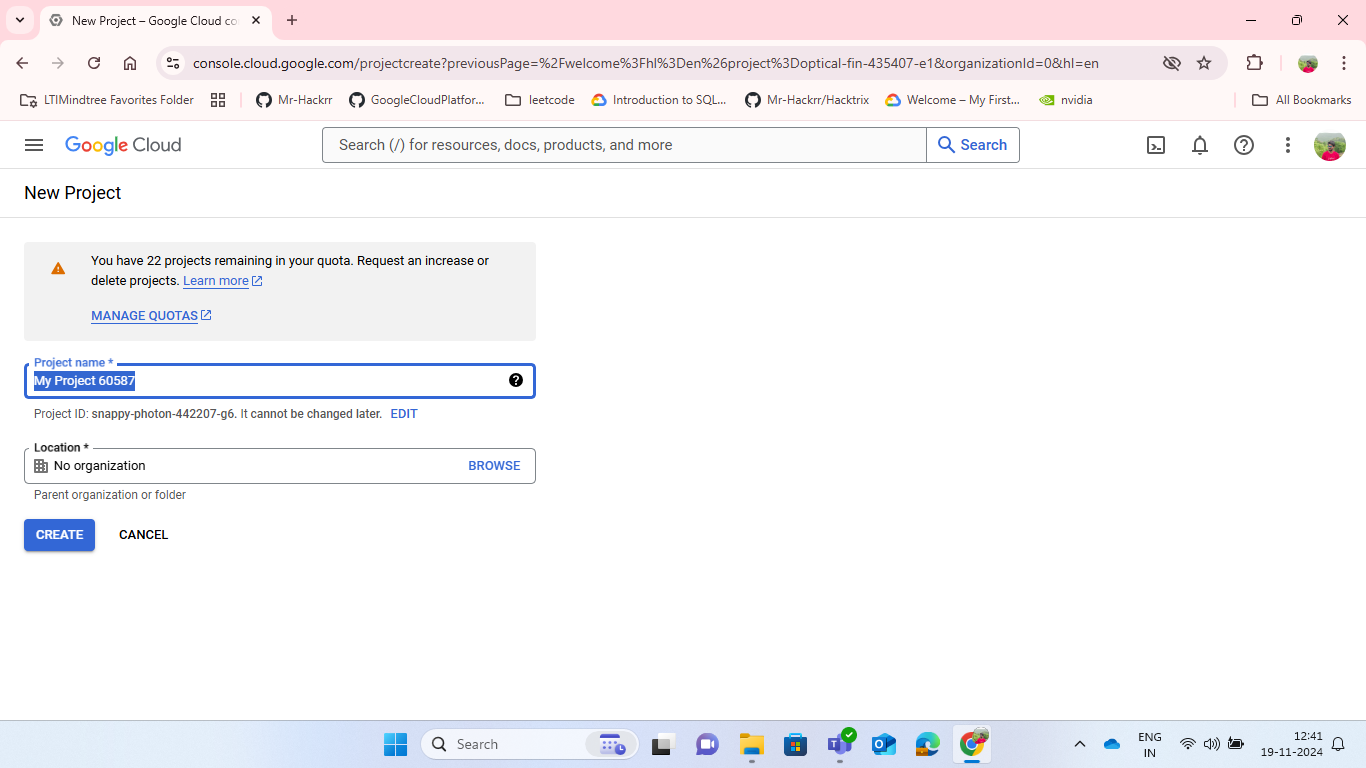 New Project – Google Cloud co
console.cloud.google.com/projectcreate?previousPage=%2Fwelcome%3Fhl%3Den%26project%3Doptical-fin-435407-e1&organizationId=0&hl=en
LTIMindtree Favorites Folder Mr-Hackrr GoogleCloudPlatfor... leetcode Introduction to SQL... Mr-Hackrr/Hacktrix Welcome – My First... nvidia All Bookmarks
Google Cloud Search (/) for resources, docs, products, and more Search
New Project
You have 22 projects remaining in your quota. Request an increase or
delete projects. Learn more
MANAGE QUOTAS
Project name *
My Project 60587
Project ID: snappy-photon-442207-g6. It cannot be changed later. EDIT
Location *
No organization BROWSE
Parent organization or folder
CREATE CANCEL
Search
ENG
IN
12:41
19-11-2024